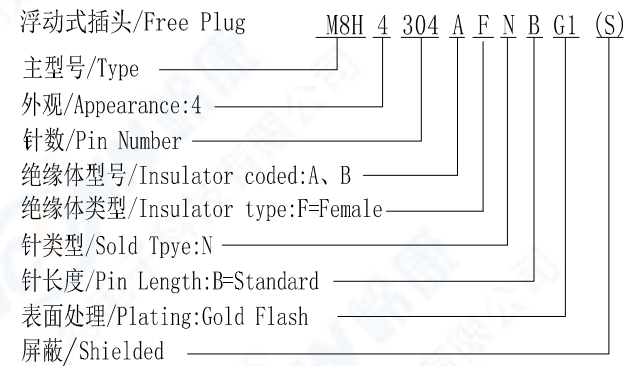 浮动式插头/Free Plug M8H 4 304 A F N B G1 (S)
主型号/Type
外观/Appearance:4
针数/Pin Number
绝缘体型号/Insulator coded:A、B
绝缘体类型/Insulator type:F=Female
针类型/Sold Tpye:N
针长度/Pin Length:B=Standard
表面处理/Plating:Gold Flash
屏蔽/Shielded